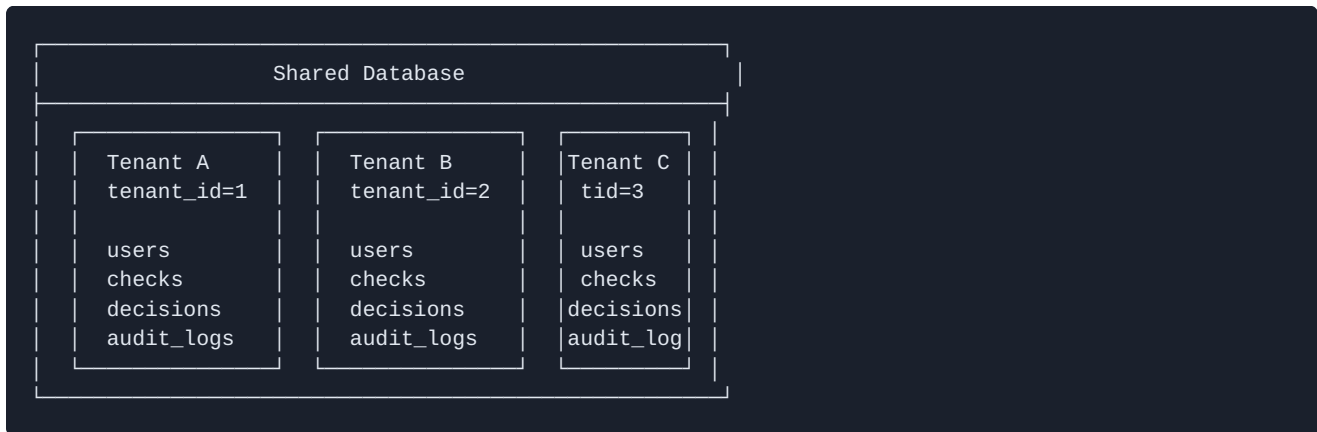 Shared Database
Tenant A Tenant B Tenant C
tenant_id=1 tenant_id=2 tid=3
users users users
checks checks checks
decisions decisions decisions
audit_logs audit_logs audit_log